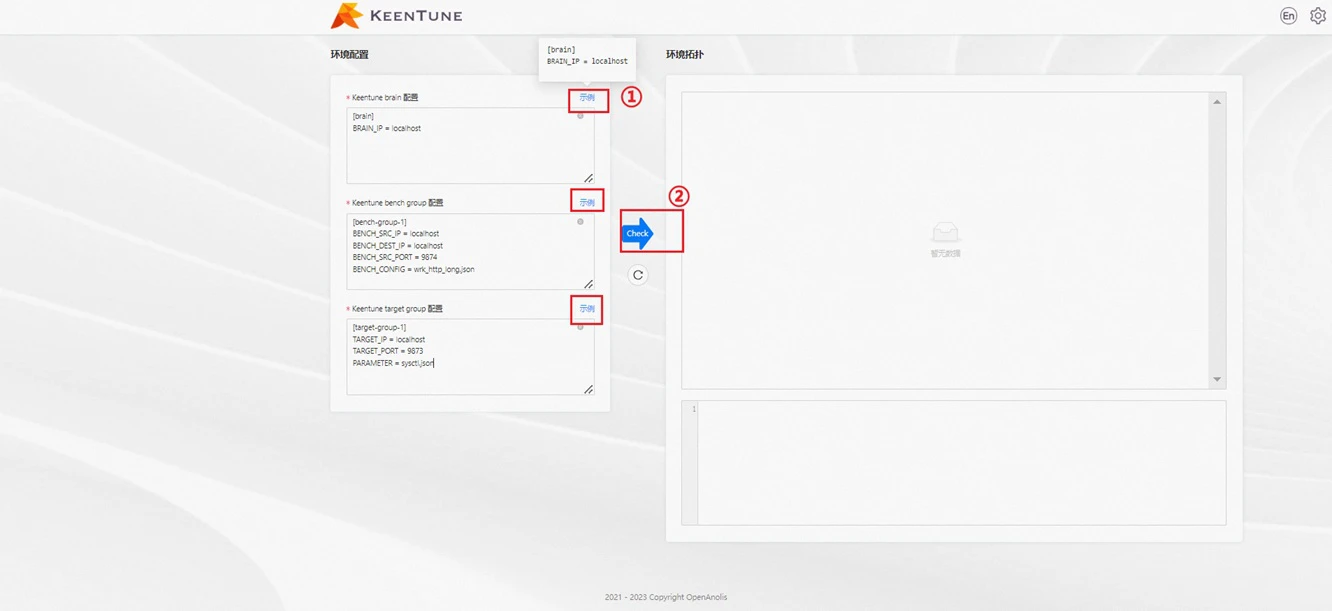 KEENTUNE
En
环境配置
[brain]
BRAIN_IP = localhost
环境拓扑
* Keentune brain 配置
示例
①
[brain]
BRAIN_IP = localhost
* Keentune bench group 配置
示例
②
[bench-group-1]
BENCH_SRC_IP = localhost
BENCH_DEST_IP = localhost
BENCH_SRC_PORT = 9874
BENCH_CONFIG = wrk_http_long.json
Check
暂无数据
* Keentune target group 配置
示例
[target-group-1]
TARGET_IP = localhost
TARGET_PORT = 9873
PARAMETER = sysctl.json
1
2021 - 2023 Copyright OpenAnolis